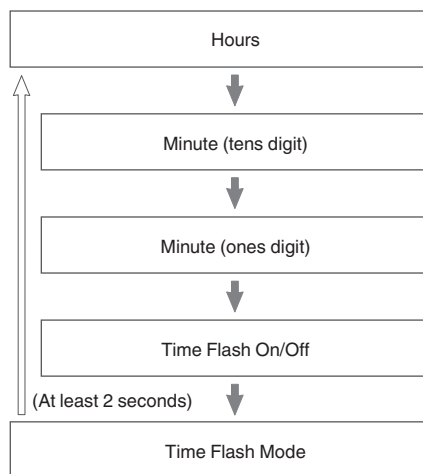 Hours
Minute (tens digit)
Minute (ones digit)
Time Flash On/Off
(At least 2 seconds)
Time Flash Mode